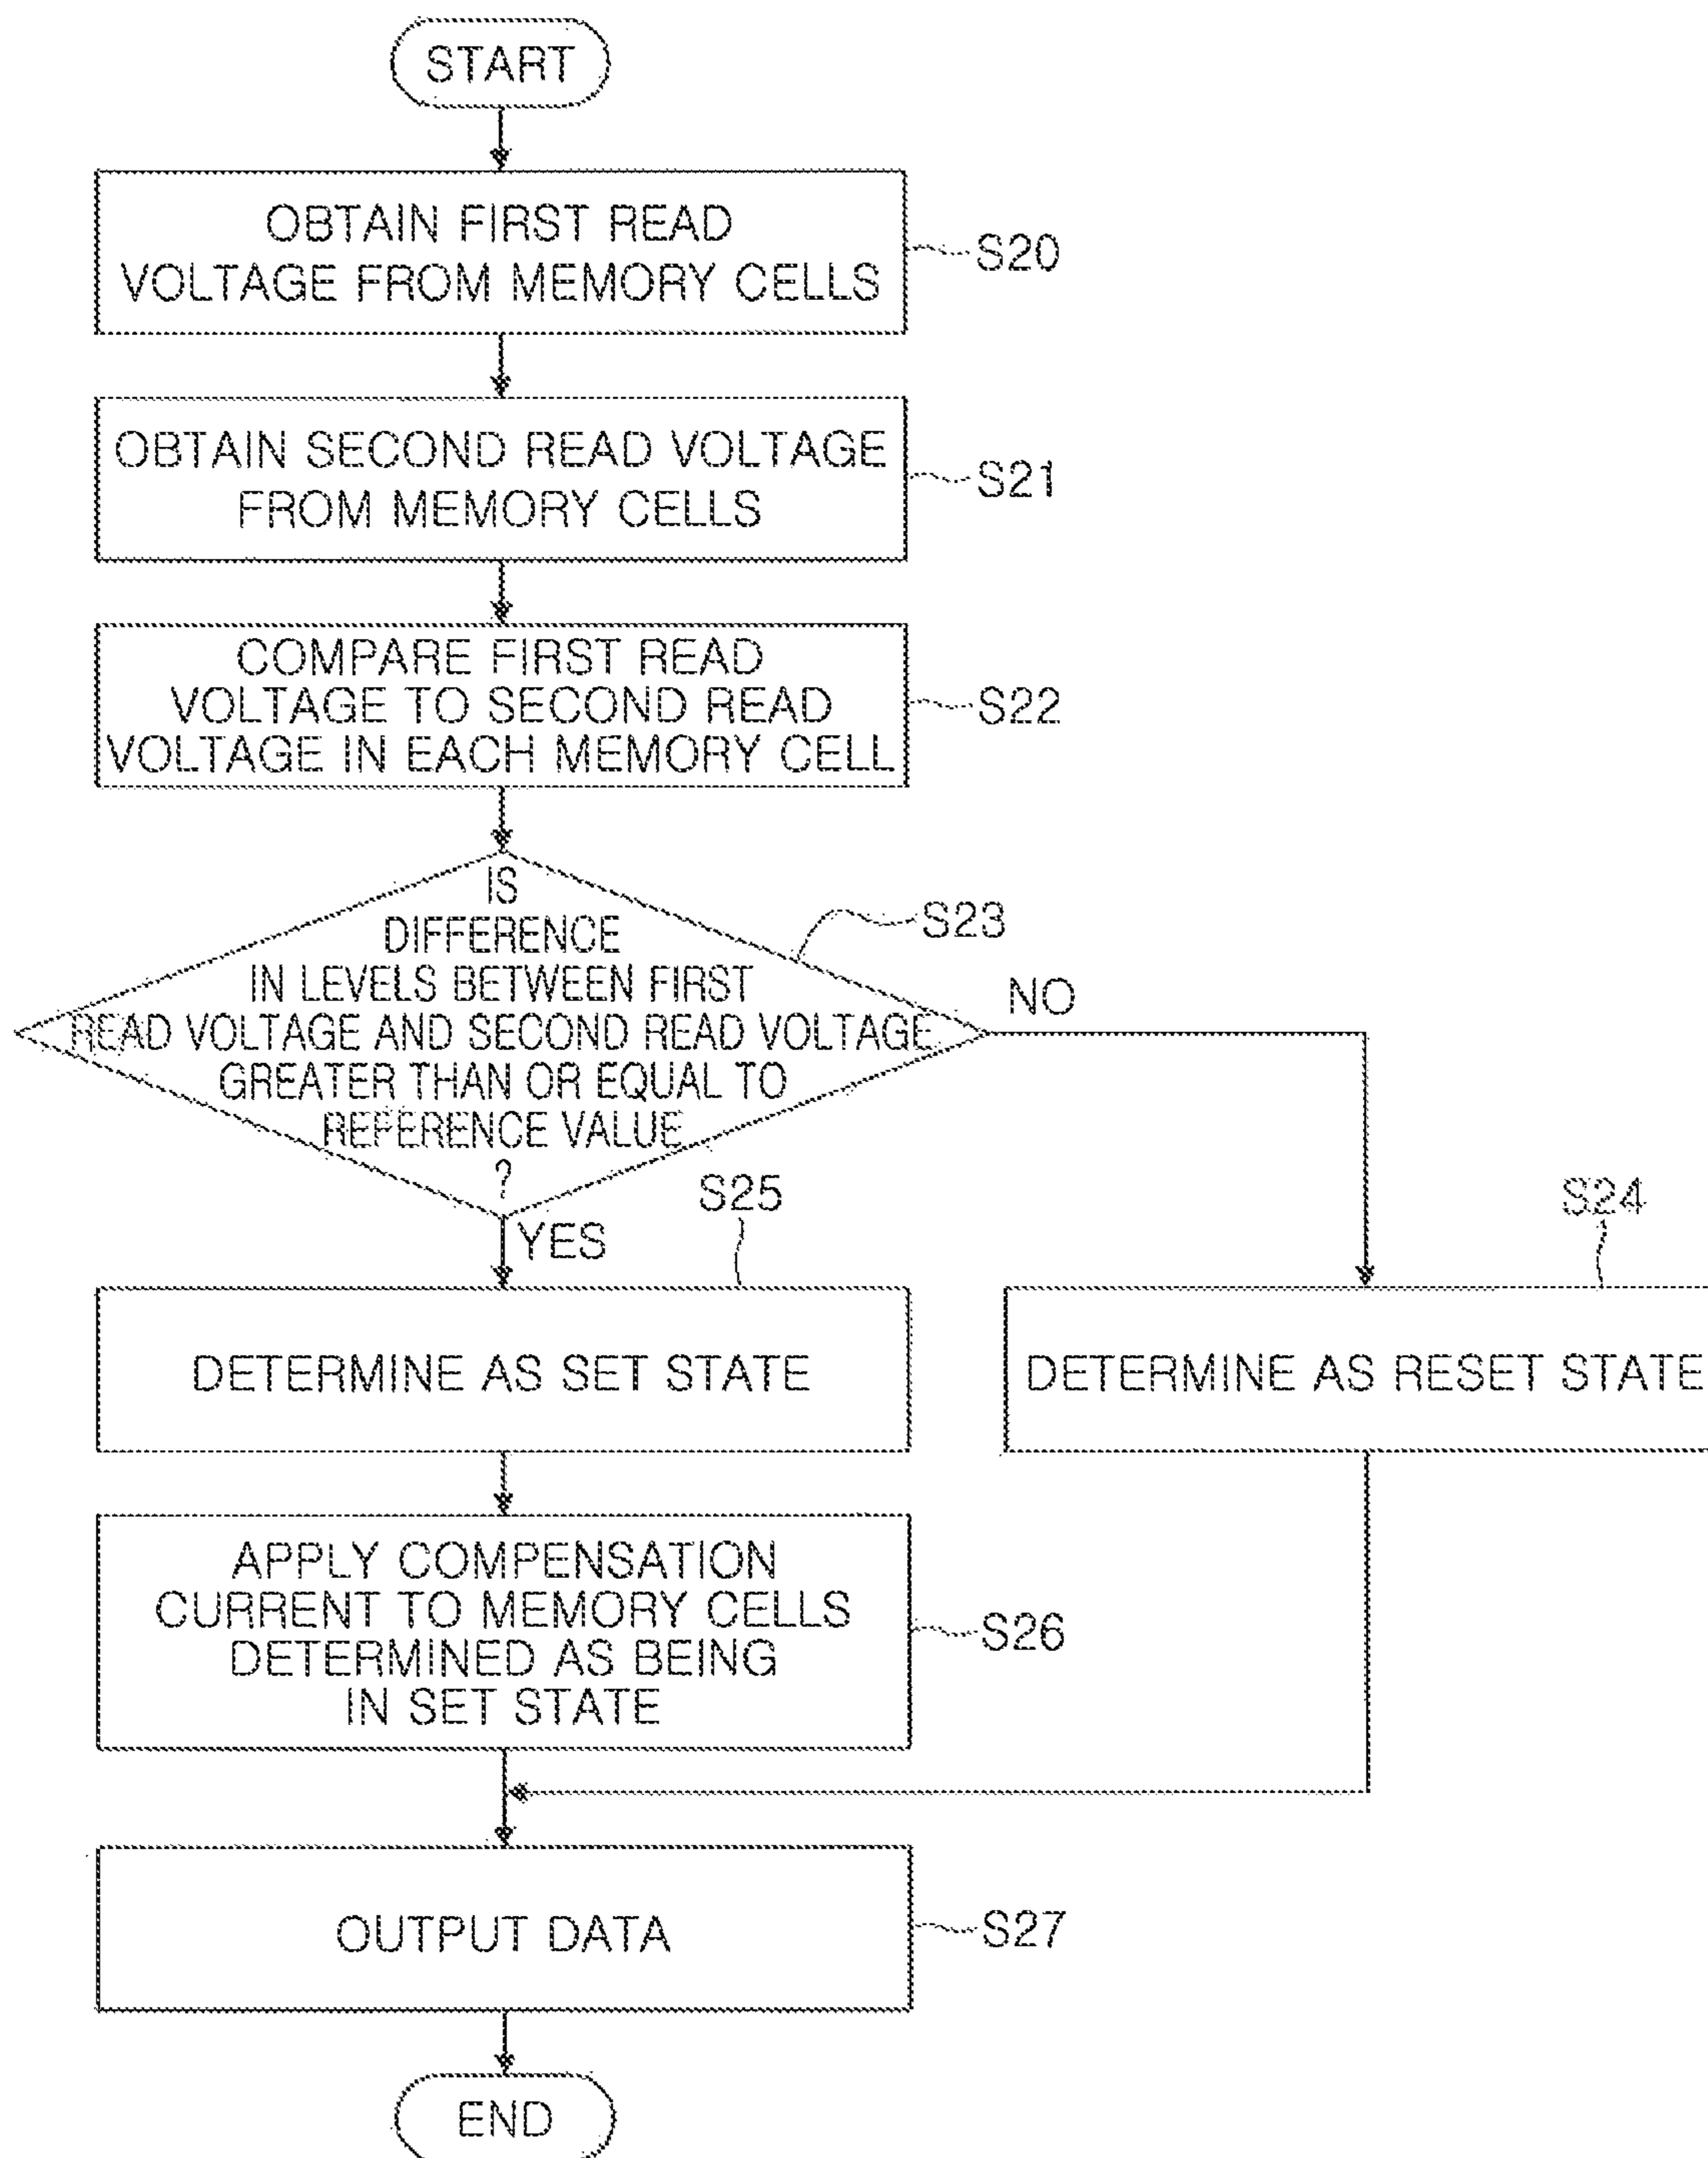 START
OBTAIN FIRST READ
VOLTAGE FROM MEMORY CELLS
S20
OBTAIN SECOND READ VOLTAGE
FROM MEMORY CELLS
S21
COMPARE FIRST READ
VOLTAGE TO SECOND READ
VOLTAGE IN EACH MEMORY CELL
S22
IS
DIFFERENCE
IN LEVELS BETWEEN FIRST
READ VOLTAGE AND SECOND READ VOLTAGE
GREATER THAN OR EQUAL TO
REFERENCE VALUE
?
S23
NO
YES
S25
S24
DETERMINE AS SET STATE
DETERMINE AS RESET STATE
APPLY COMPENSATION
CURRENT TO MEMORY CELLS
DETERMINED AS BEING
IN SET STATE
S26
OUTPUT DATA
S27
END